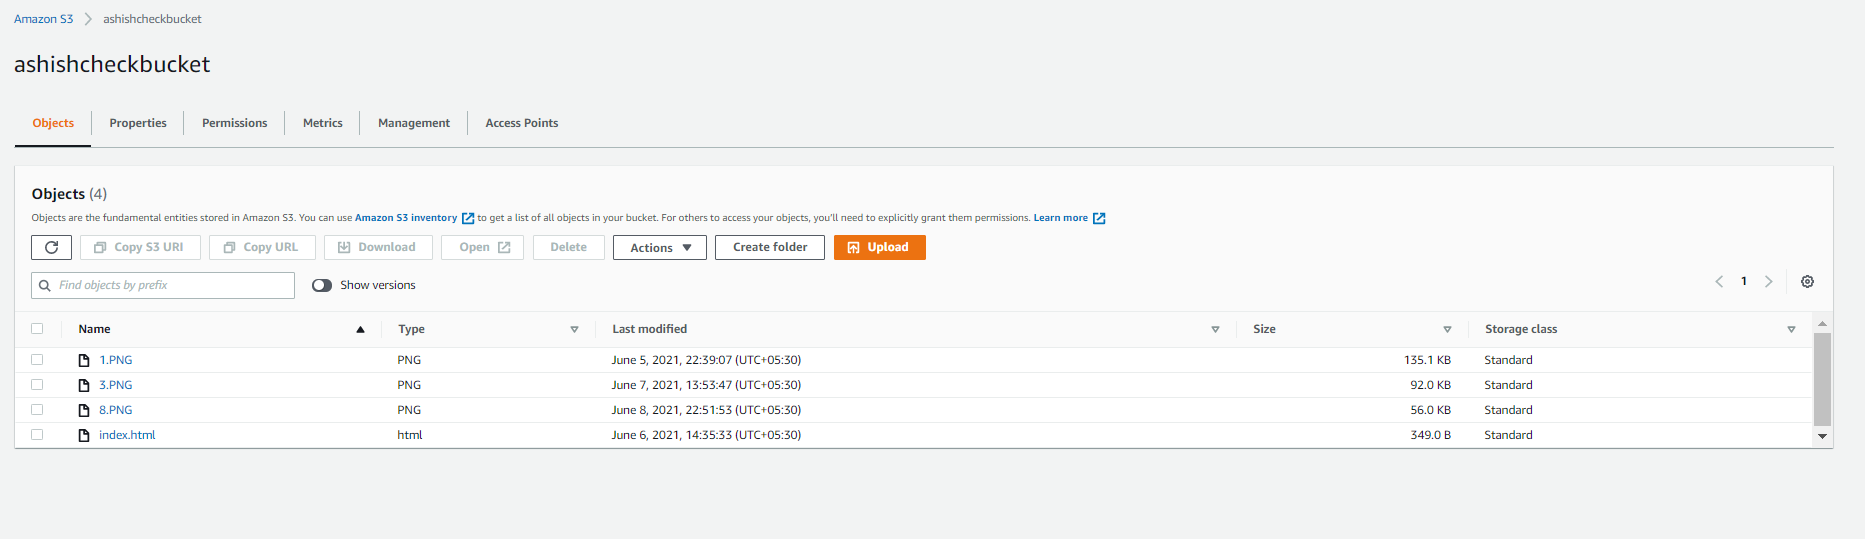 Amazon S3 > ashishcheckbucket
ashishcheckbucket
Objects Properties Permissions Metrics Management Access Points
Objects (4)
Objects are the fundamental entities stored in Amazon S3. You can use Amazon S3 inventory to get a list of all objects in your bucket. For others to access your objects, you'll need to explicitly grant them permissions. Learn more
Copy S3 URI Copy URL Download Open Delete Actions Create folder Upload
Find objects by prefix Show versions 1
Name Type Last modified Size Storage class
1.PNG PNG June 5, 2021, 22:39:07 (UTC+05:30) 135.1 KB Standard
3.PNG PNG June 7, 2021, 13:53:47 (UTC+05:30) 92.0 KB Standard
8.PNG PNG June 8, 2021, 22:51:53 (UTC+05:30) 56.0 KB Standard
index.html html June 6, 2021, 14:35:33 (UTC+05:30) 349.0 B Standard